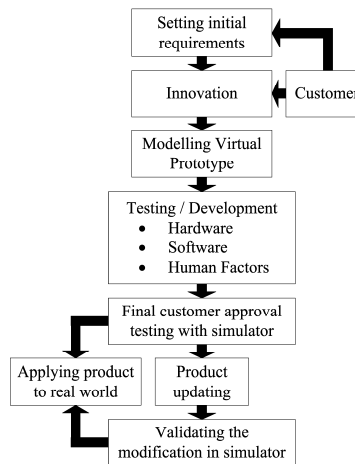 Setting initial
requirements
Innovation
Customer
Modelling Virtual
Prototype
Testing / Development
• Hardware
• Software
• Human Factors
Final customer approval
testing with simulator
Applying product
to real world
Product
updating
Validating the
modification in simulator